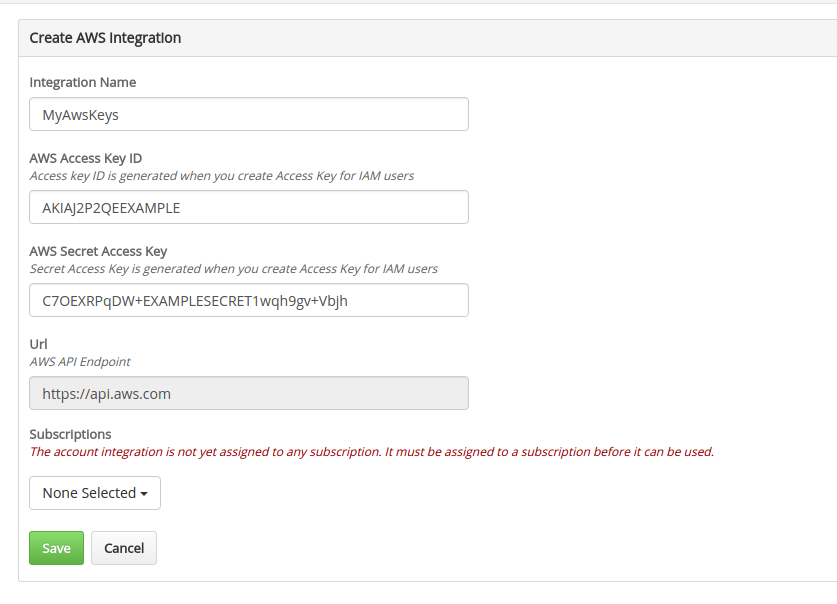 Create AWS Integration
Integration Name
MyAwsKeys
AWS Access Key ID
Access key ID is generated when you create Access Key for IAM users
AKIAJ2P2QEEXAMPLE
AWS Secret Access Key
Secret Access Key is generated when you create Access Key for IAM users
C7OEXRPqDW+EXAMPLESECRET1wqh9gv+Vbjh
Url
AWS API Endpoint
https://api.aws.com
Subscriptions
The account integration is not yet assigned to any subscription. It must be assigned to a subscription before it can be used.
None Selected
Save Cancel